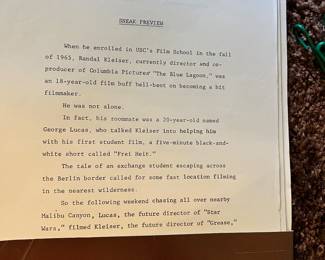 SNEAK PREVIEW
When he enrolled in USC's Film School in the fall
of 1965, Randal Kleiser, currently director and co-
producer of Columbia Pictures' "The Blue Lagoon," was
an 18-year-old film buff hell-bent on becoming a hit
filmmaker.
He was not alone.
In fact, his roommate was a 20-year-old named
George Lucas, who talked Kleiser into helping him
with his first student film, a five-minute black-and-
white short called "Frei Heit."
The tale of an exchange student escaping across
the Berlin border called for some fast location filming
in the nearest wilderness.
So the following weekend chasing all over nearby
Malibu Canyon, Lucas, the future director of "Star
Wars," filmed Kleiser, the future director of "Grease,"